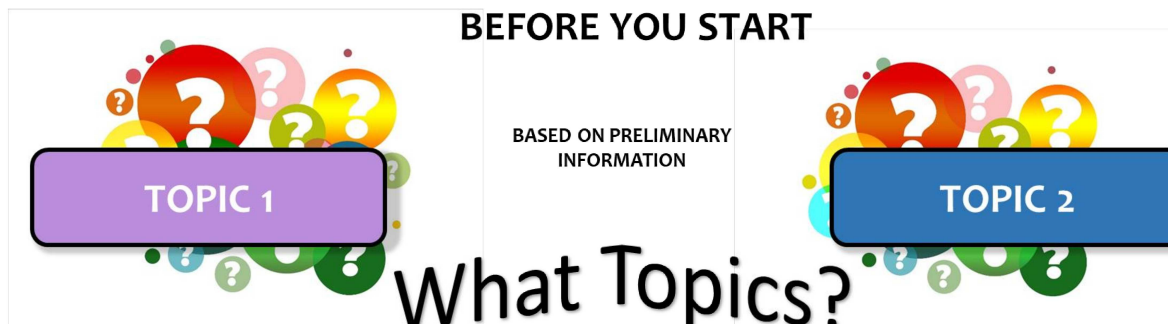 BEFORE YOU START
BASED ON PRELIMINARY
INFORMATION
TOPIC 1
TOPIC 2
What Topics?